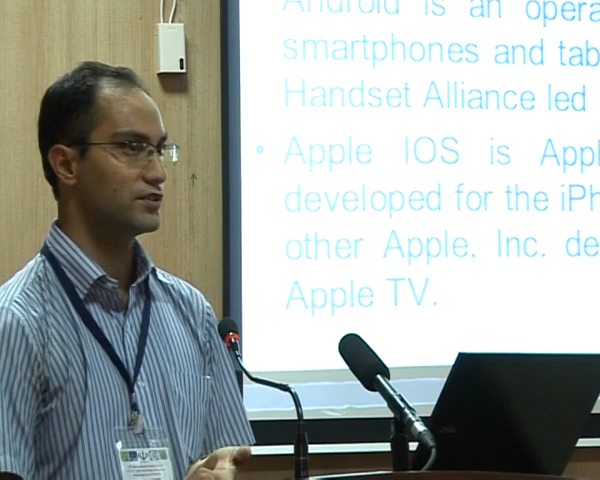 Android is an opera
smartphones and tab
Handset Alliance led
• Apple IOS is Appl
developed for the iPh
other Apple, Inc. de
Apple TV.